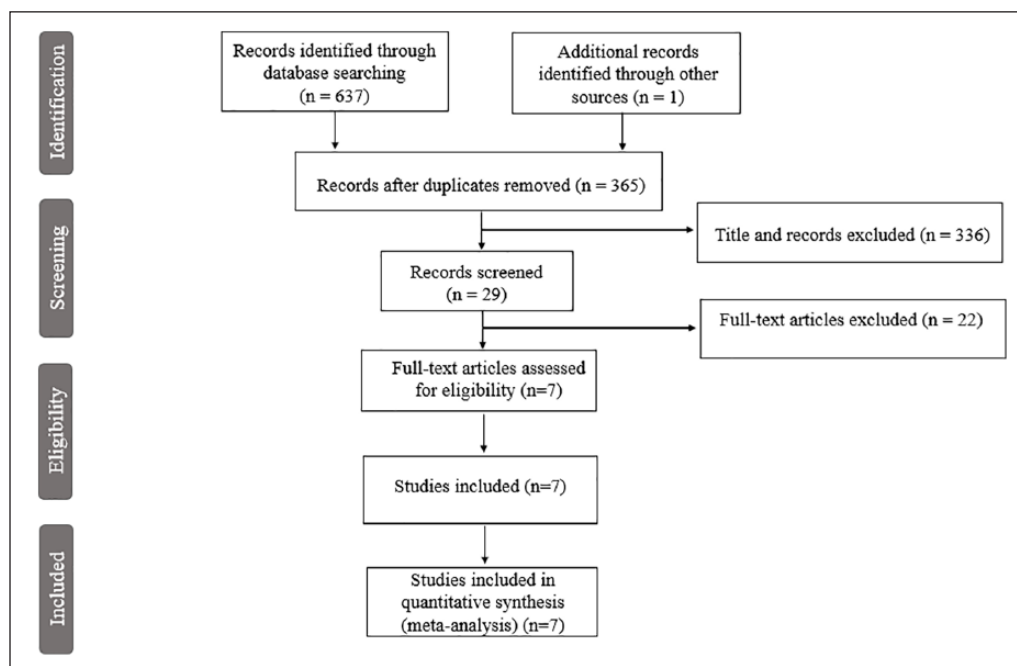 Identification
Records identified through
database searching
(n = 637)
Additional records
identified through other
sources (n = 1)
Records after duplicates removed (n = 365)
Screening
Title and records excluded (n = 336)
Records screened
(n = 29)
Full-text articles excluded (n = 22)
Eligibility
Full-text articles assessed
for eligibility (n=7)
Studies included (n=7)
Included
Studies included in
quantitative synthesis
(meta-analysis) (n=7)